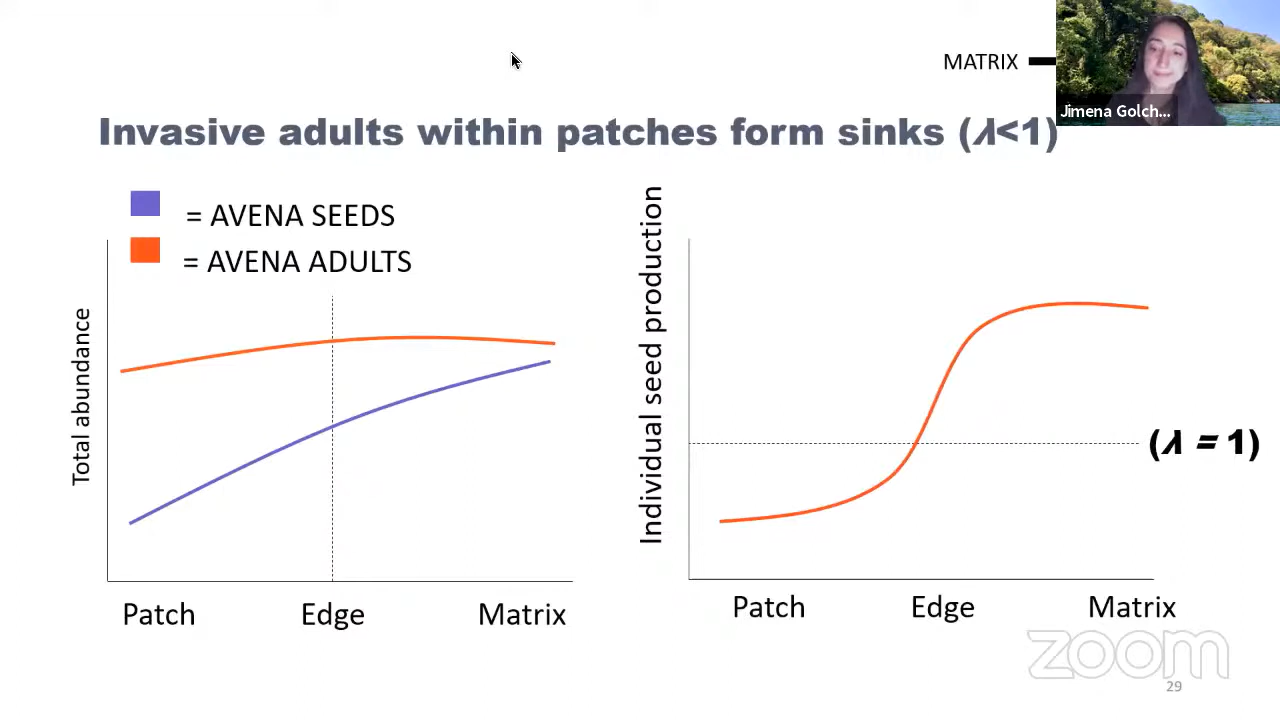 MATRIX
Jimena Golch...
Invasive adults within patches form sinks (λ<1)
= AVENA SEEDS
= AVENA ADULTS
Total abundance
Patch
Edge
Matrix
Individual seed production
(λ = 1)
Patch
Edge
Matrix
zoom
29